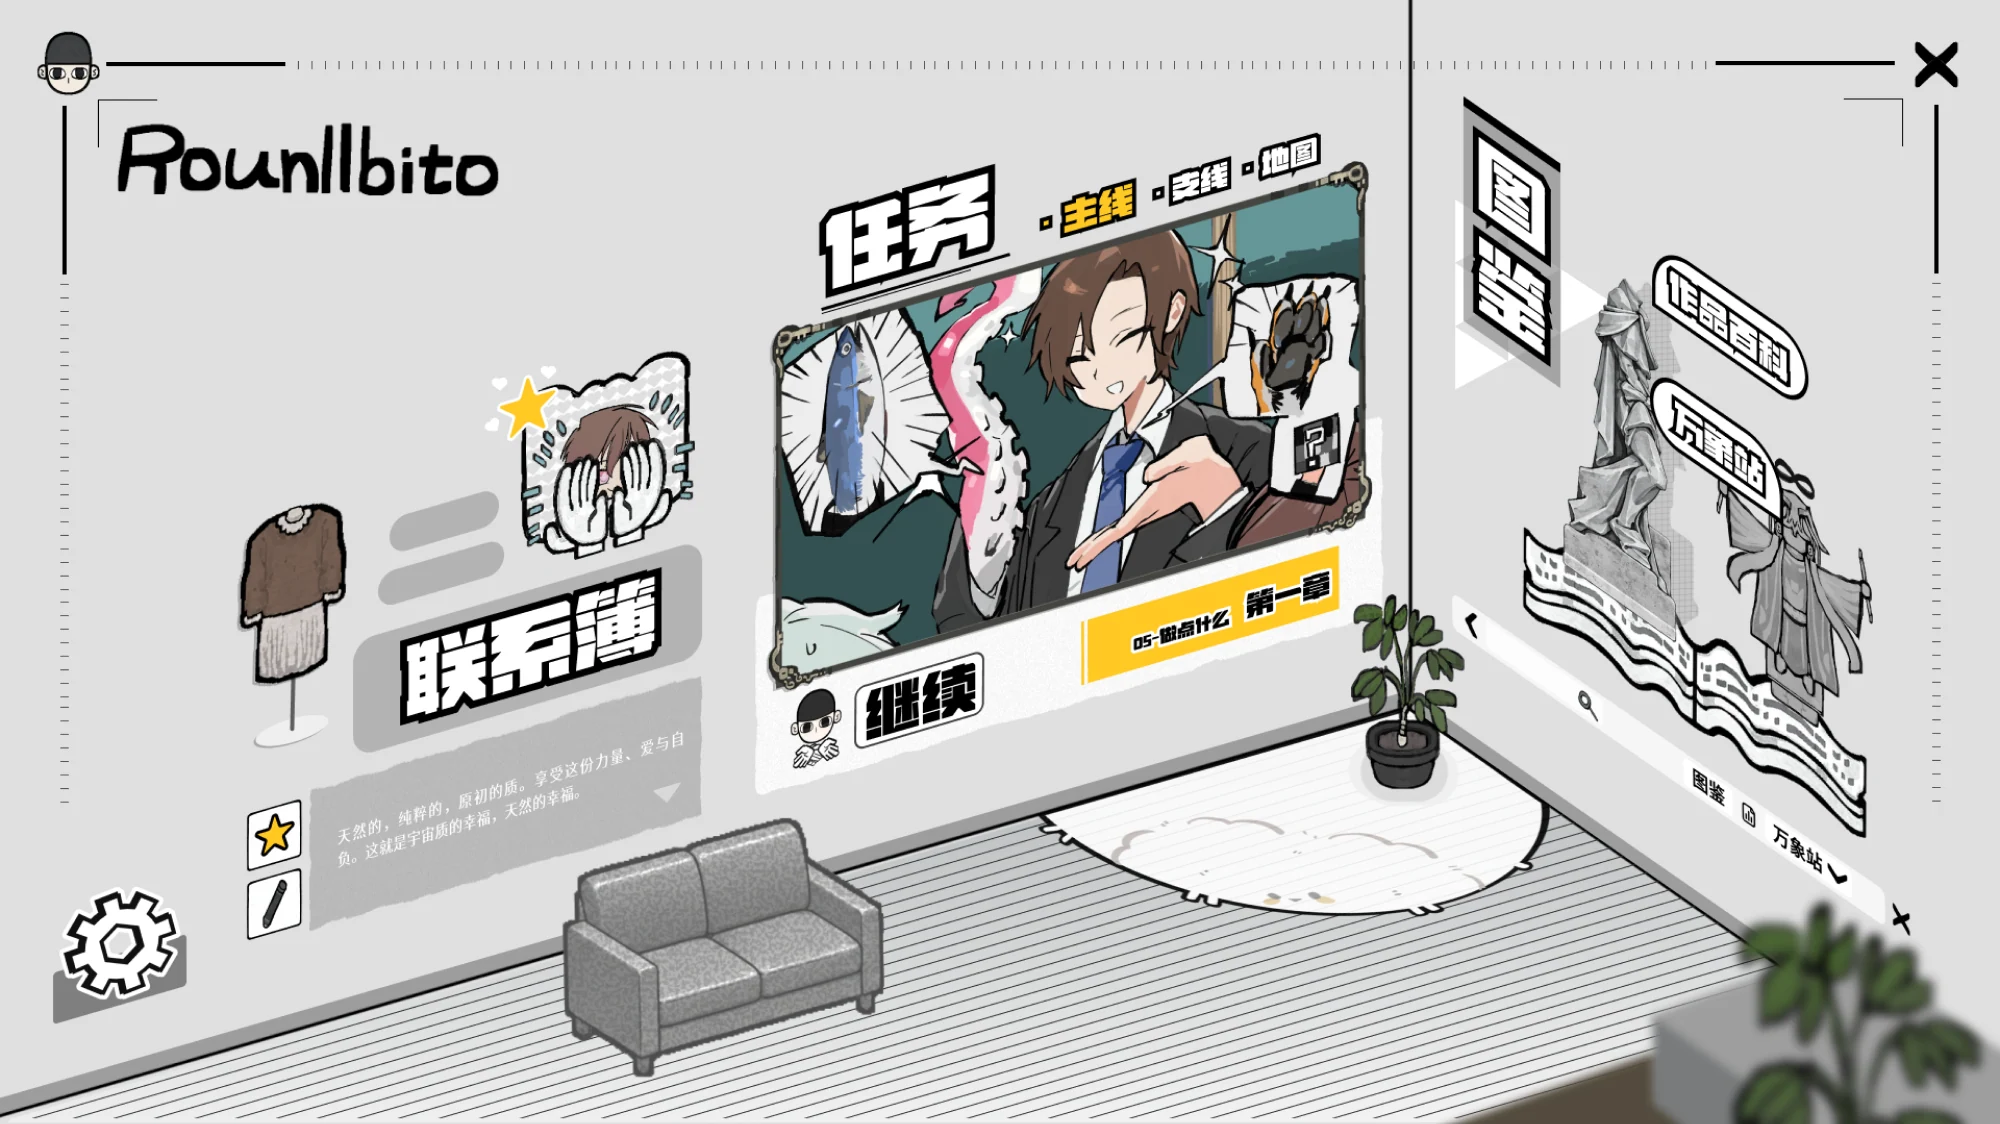 Rounllbito
任务
·主线 ·支线 ·地图
联系簿
天然的，纯粹的，原初的质。享受这份力量、爱与自
负。这就是宇宙质的幸福，天然的幸福。
继续
05-做点什么 第一章
图鉴
作品百科
万象站
图鉴 万象站